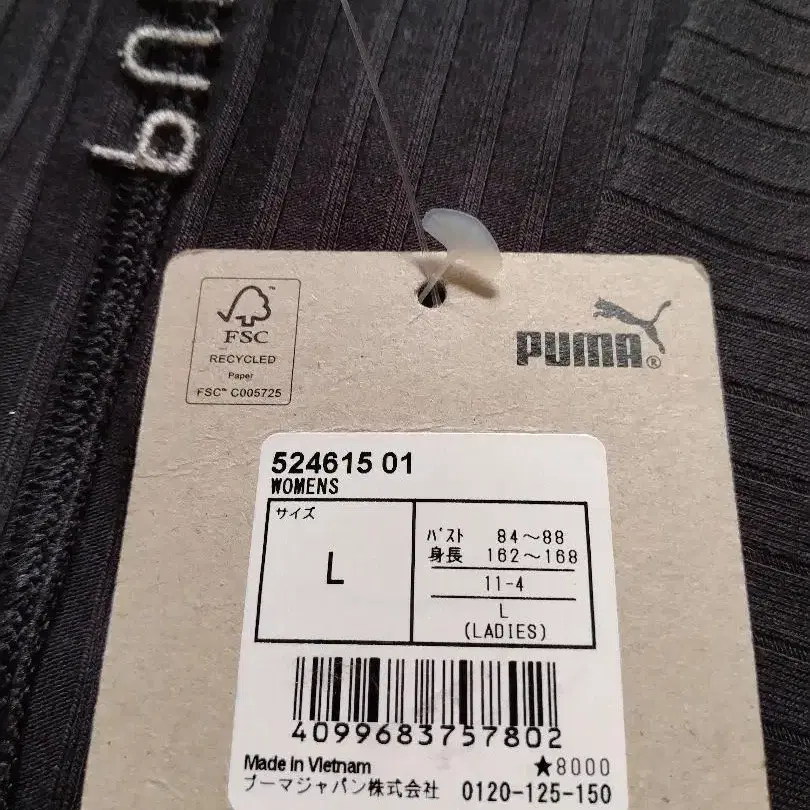 pu
FSC
RECYCLED
Paper
FSC™ C005725
PUMA®
524615 01
WOMENS
サイズ
L
バスト 84～88
身長 162～168
11-4
L
(LADIES)
4099683757802
Made in Vietnam
★8000
プーマジャパン株式会社 0120-125-150